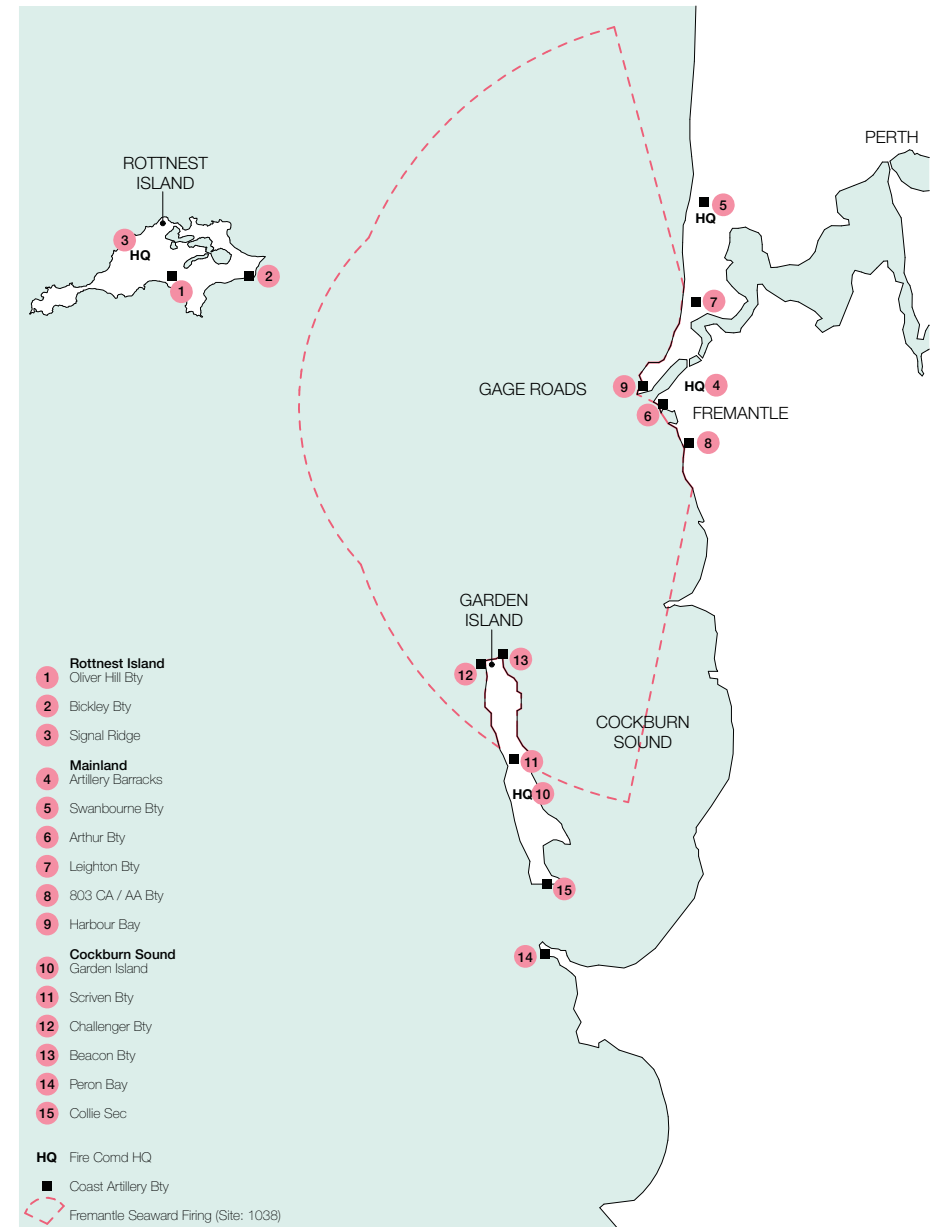 PERTH
ROTTNEST
ISLAND
5
HQ
3
HQ
2
1
7
GAGE ROADS
9
HQ 4
6
FREMANTLE
8
GARDEN
ISLAND
13
12
COCKBURN
SOUND
11
HQ 10
15
14
Rottnest Island
1 Oliver Hill Bty
2 Bickley Bty
3 Signal Ridge
Mainland
4 Artillery Barracks
5 Swanbourne Bty
6 Arthur Bty
7 Leighton Bty
8 803 CA / AA Bty
9 Harbour Bay
Cockburn Sound
10 Garden Island
11 Scriven Bty
12 Challenger Bty
13 Beacon Bty
14 Peron Bay
15 Collie Sec
HQ Fire Comd HQ
Coast Artillery Bty
Fremantle Seaward Firing (Site: 1038)